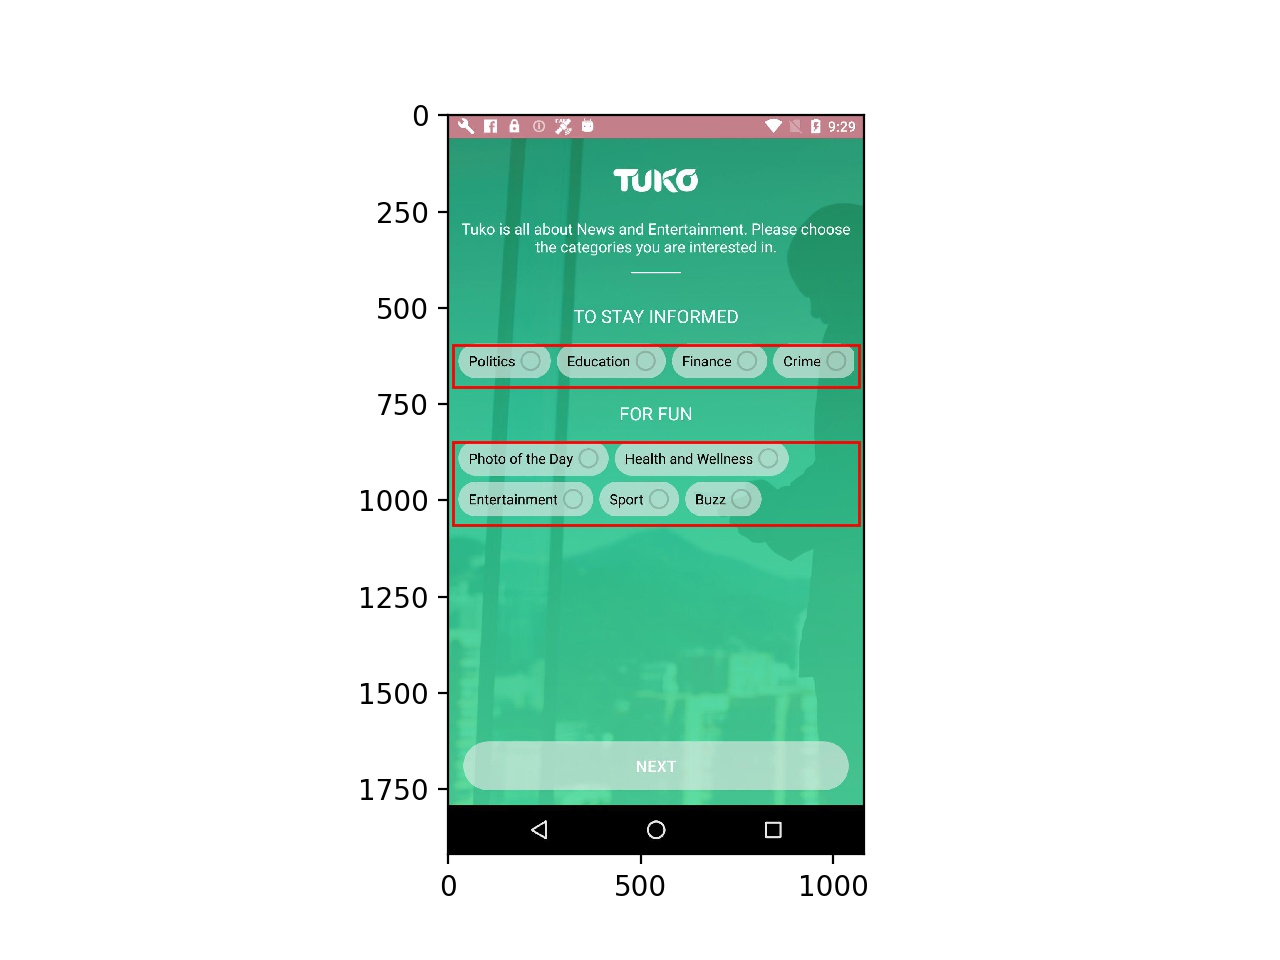 0
9:29
TUKO
250
Tuko is all about News and Entertainment. Please choose
the categories you are interested in.
500
TO STAY INFORMED
Politics Education Finance Crime
750
FOR FUN
Photo of the Day Health and Wellness
1000
Entertainment Sport Buzz
1250
1500
NEXT
1750
0 500 1000